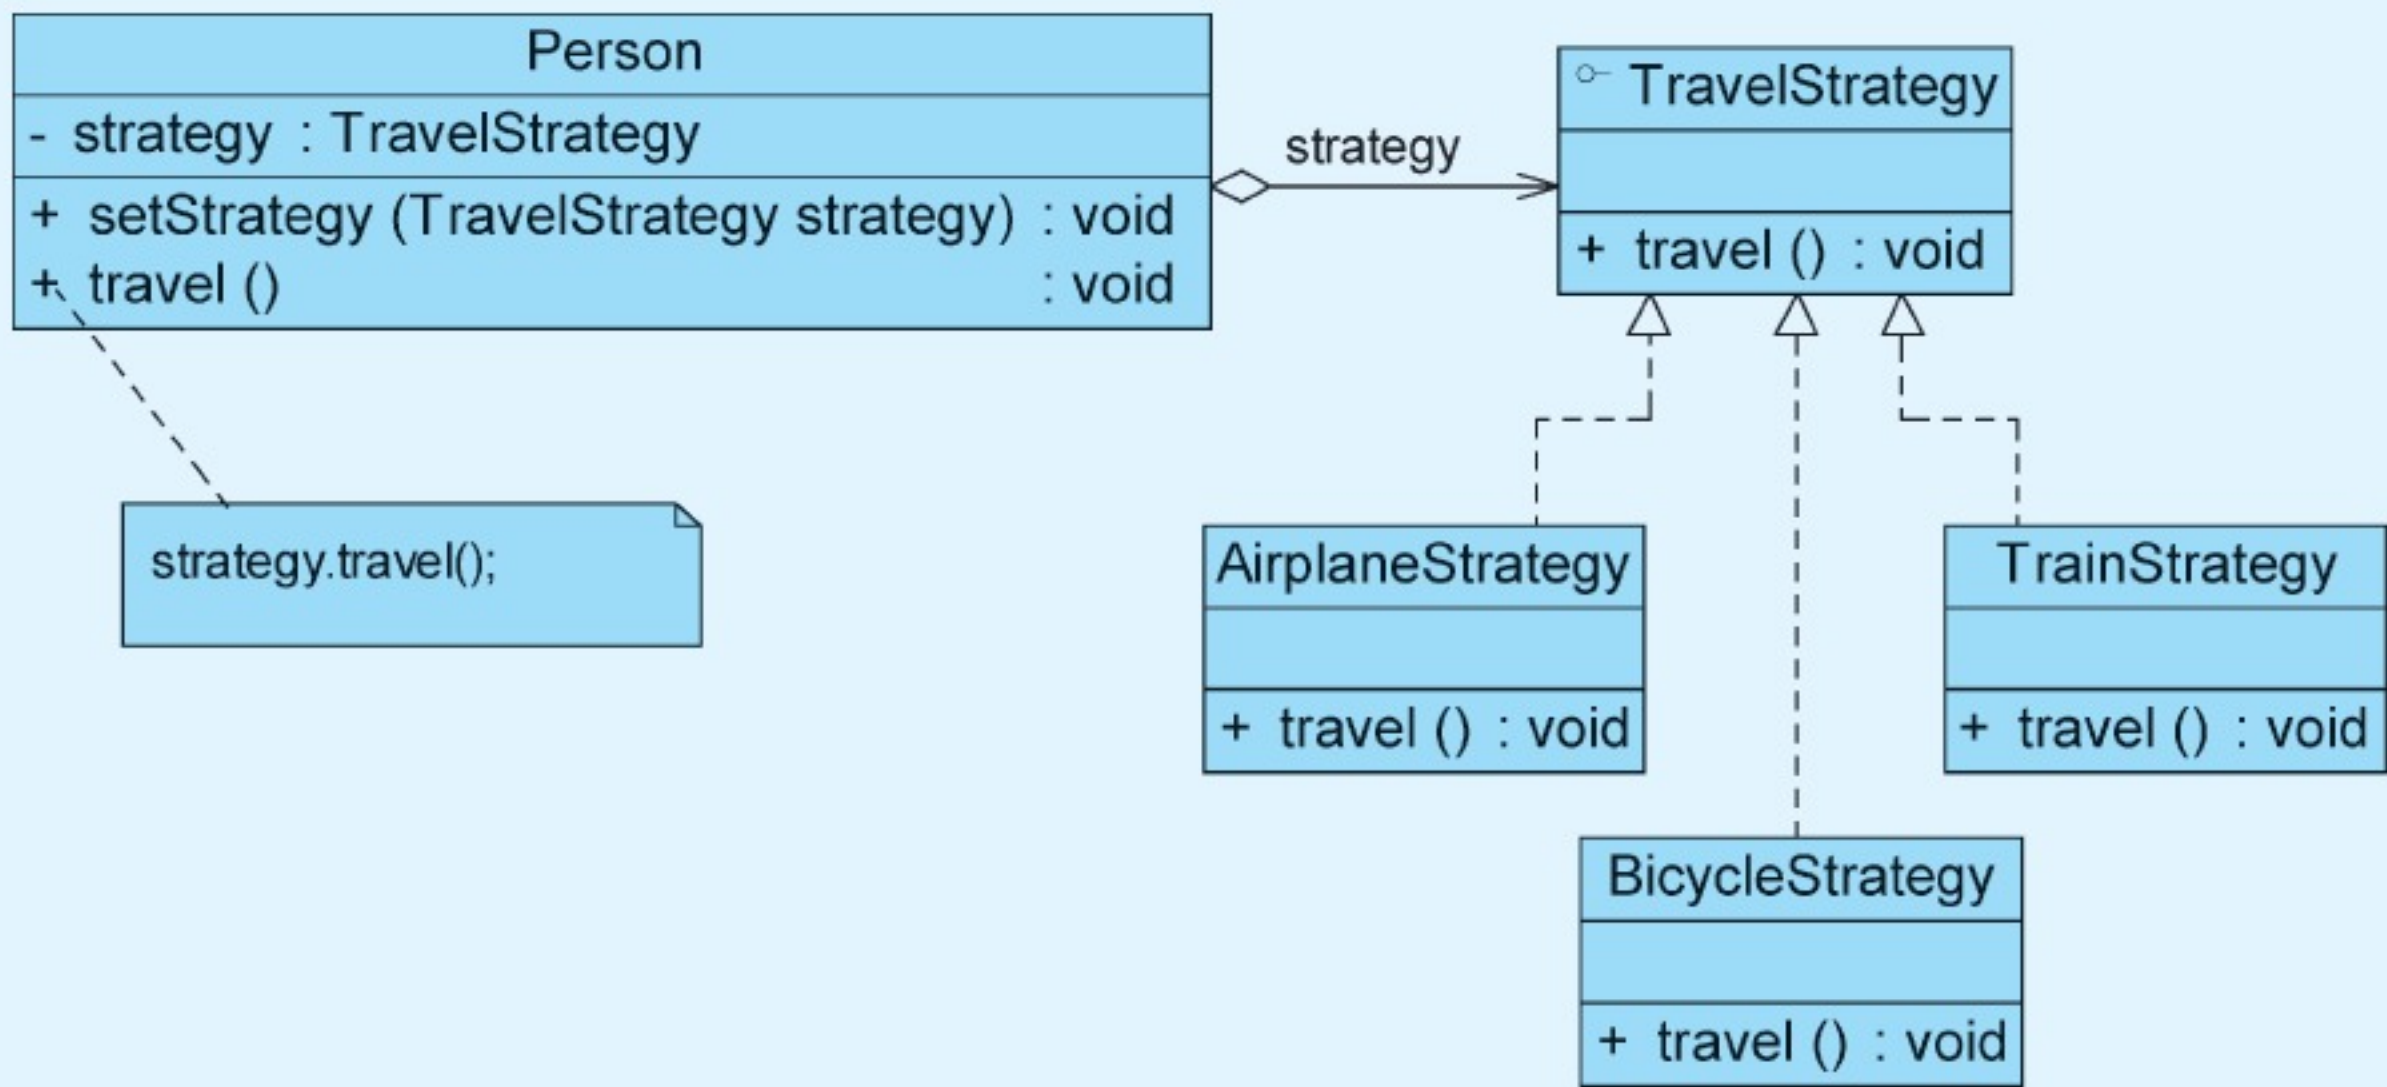 Person
- strategy : TravelStrategy
+ setStrategy (TravelStrategy strategy) : void
+ travel () : void
strategy
TravelStrategy
+ travel () : void
strategy.travel();
AirplaneStrategy
+ travel () : void
TrainStrategy
+ travel () : void
BicycleStrategy
+ travel () : void